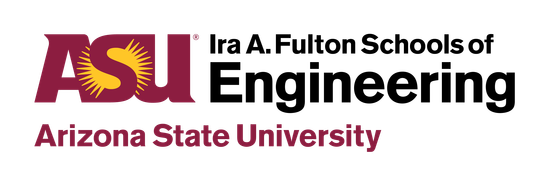 ASU® Ira A. Fulton Schools of
Engineering
Arizona State University